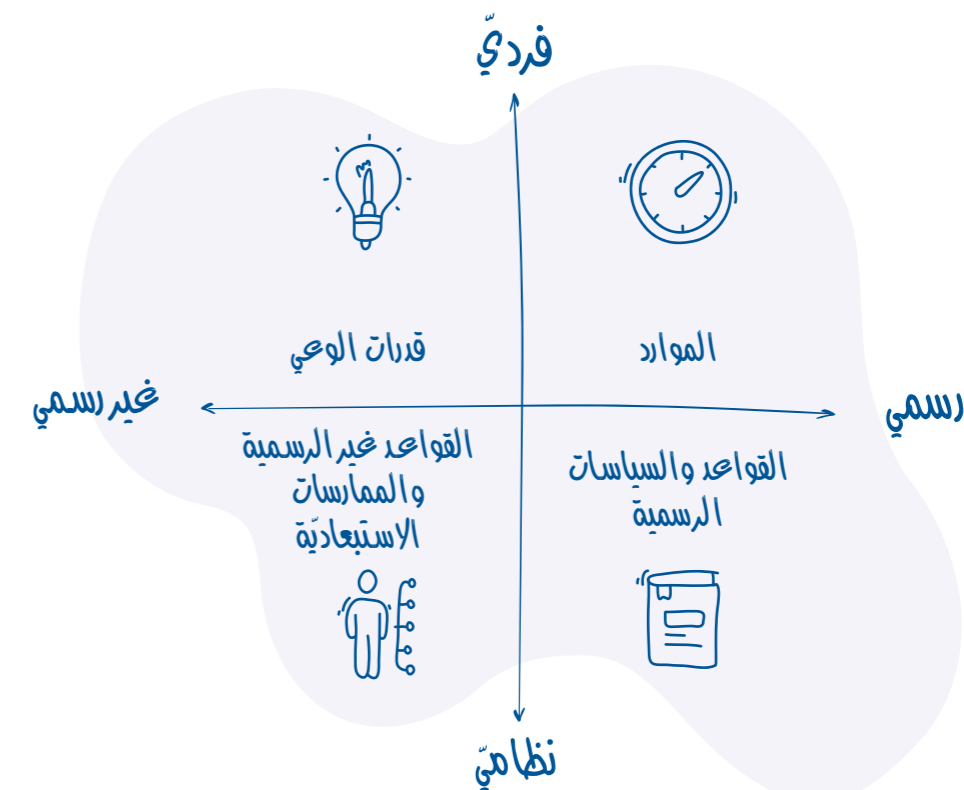 فرديّ
الموارد
قدرات الوعي
رسمي
غير رسمي
القواعد والسياسات
الرسمية
القواعد غير الرسمية
والممارسات
الاستبعاديّة
نظاميّ